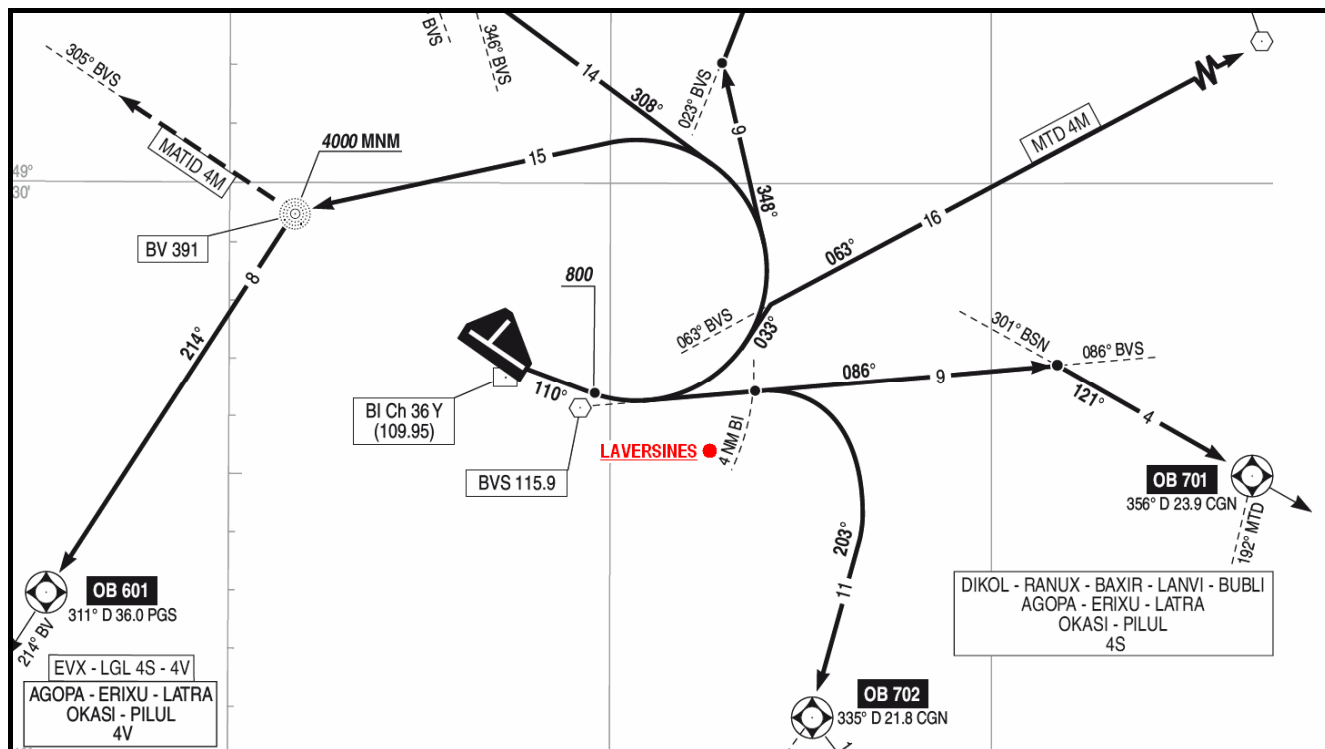 BVS
346° BVS
305° BVS
14
308°
023° BVS
9
MTD 4M
MATID 4M
4000 MNM
15
49°
30'
348°
BV 391
16
063°
8
800
214°
063° BVS
033°
301° BSN
086° BVS
110°
086°
9
121°
BI Ch 36 Y
(109.95)
4
LAVERSINES
4 NM BI
BVS 115.9
OB 701
356° D 23.9 CGN
192° MTD
203°
11
OB 601
311° D 36.0 PGS
214° BV
DIKOL - RANUX - BAXIR - LANVI - BUBLI
AGOPA - ERIXU - LATRA
OKASI - PILUL
4S
EVX - LGL 4S - 4V
AGOPA - ERIXU - LATRA
OKASI - PILUL
4V
OB 702
335° D 21.8 CGN